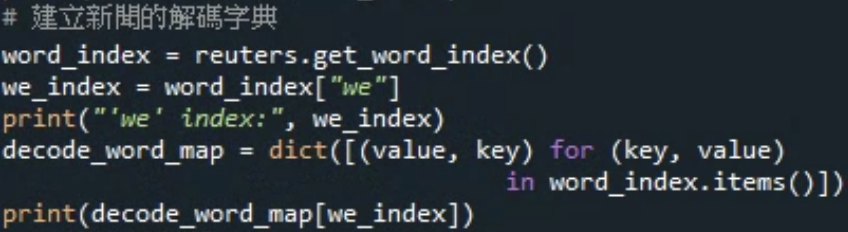 # 建立新聞的解碼字典
word_index = reuters.get_word_index()
we_index = word_index["we"]
print("'we' index:", we_index)
decode_word_map = dict([(value, key) for (key, value)
in word_index.items()])
print(decode_word_map[we_index])